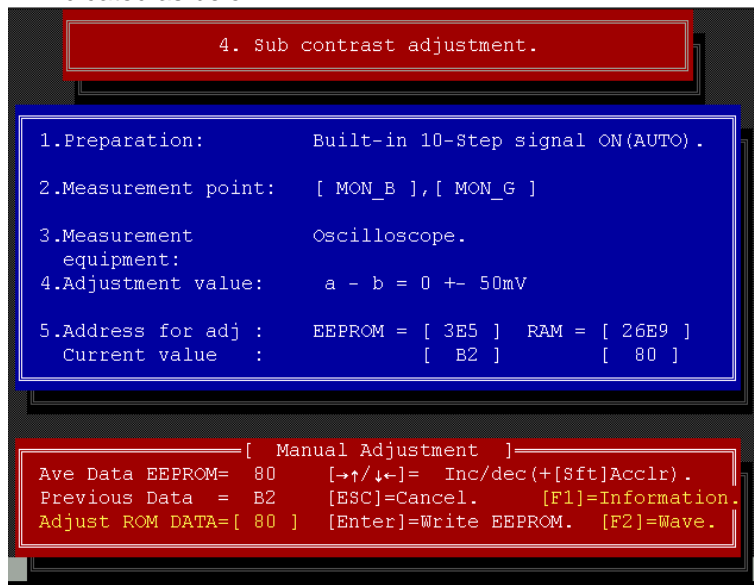 4. Sub contrast adjustment.
1.Preparation: Built-in 10-Step signal ON(AUTO).
2.Measurement point: [ MON_B ],[ MON_G ]
3.Measurement Oscilloscope.
equipment:
4.Adjustment value: a - b = 0 +- 50mV
5.Address for adj : EEPROM = [ 3E5 ] RAM = [ 26E9 ]
Current value : [ B2 ] [ 80 ]
[ Manual Adjustment ]
Ave Data EEPROM= 80 [→↑/↓←]= Inc/dec(+[Sft]Acclr).
Previous Data = B2 [ESC]=Cancel. [F1]=Information.
Adjust ROM DATA=[ 80 ] [Enter]=Write EEPROM. [F2]=Wave.